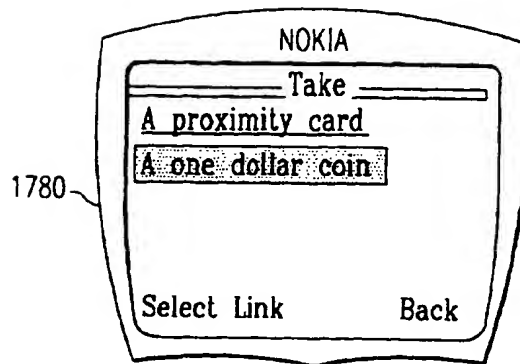 NOKIA
Take
A proximity card
A one dollar coin
1780
Select Link Back